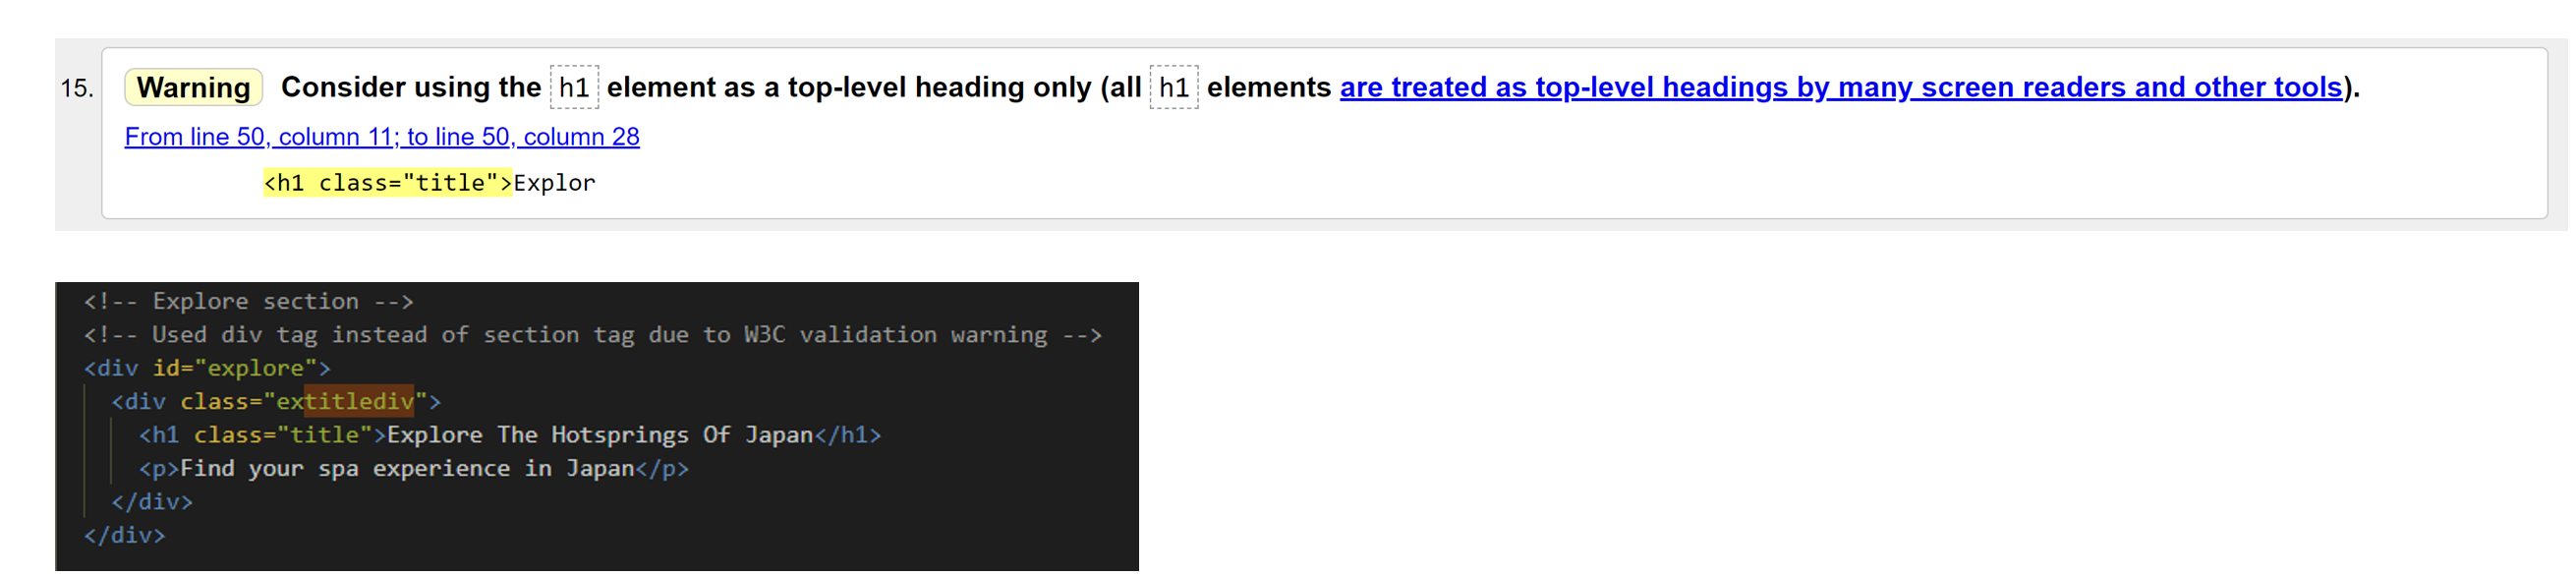 15. Warning Consider using the h1 element as a top-level heading only (all h1 elements are treated as top-level headings by many screen readers and other tools).
From line 50, column 11; to line 50, column 28
<h1 class="title">Explor
<!-- Explore section -->
<!-- Used div tag instead of section tag due to W3C validation warning -->
<div id="explore">
<div class="extitlediv">
<h1 class="title">Explore The Hotsprings Of Japan</h1>
<p>Find your spa experience in Japan</p>
</div>
</div>